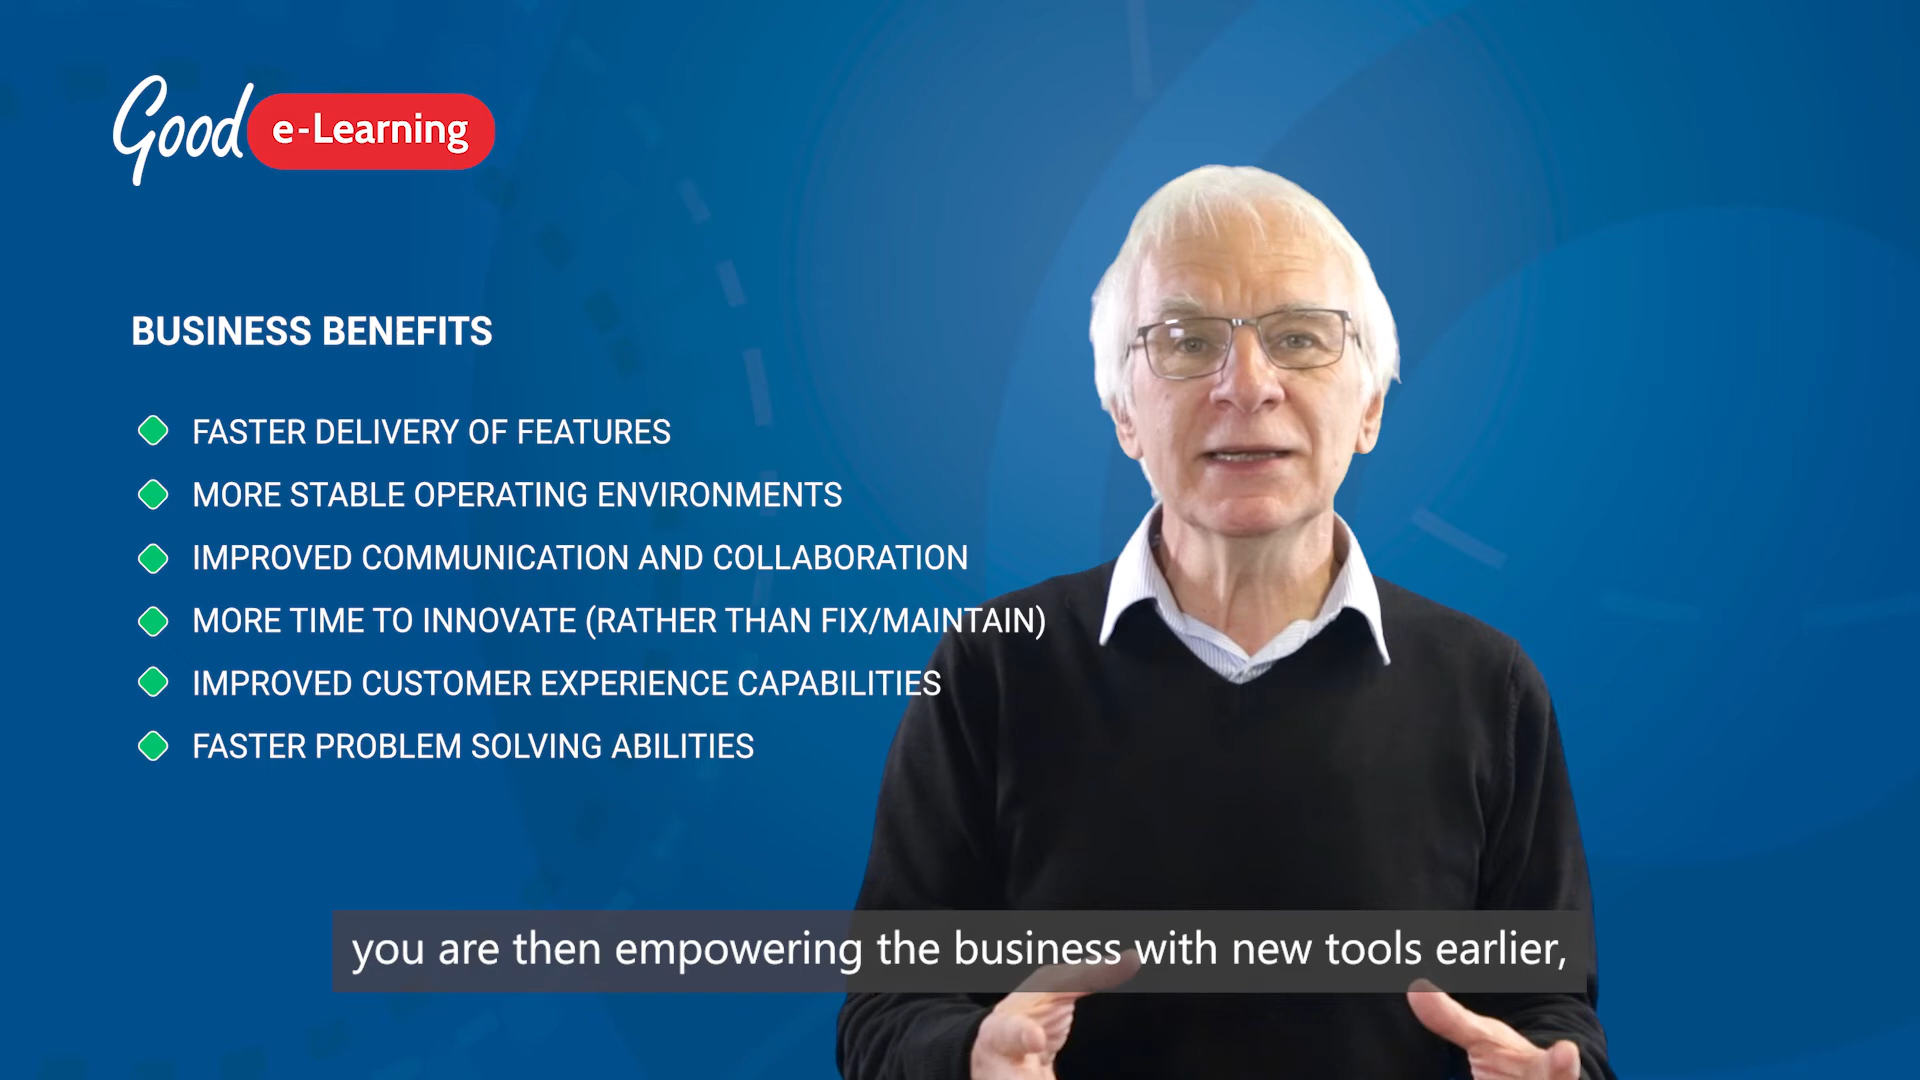 Good e-Learning
BUSINESS BENEFITS
FASTER DELIVERY OF FEATURES
MORE STABLE OPERATING ENVIRONMENTS
IMPROVED COMMUNICATION AND COLLABORATION
MORE TIME TO INNOVATE (RATHER THAN FIX/MAINTAIN)
IMPROVED CUSTOMER EXPERIENCE CAPABILITIES
FASTER PROBLEM SOLVING ABILITIES
you are then empowering the business with new tools earlier,